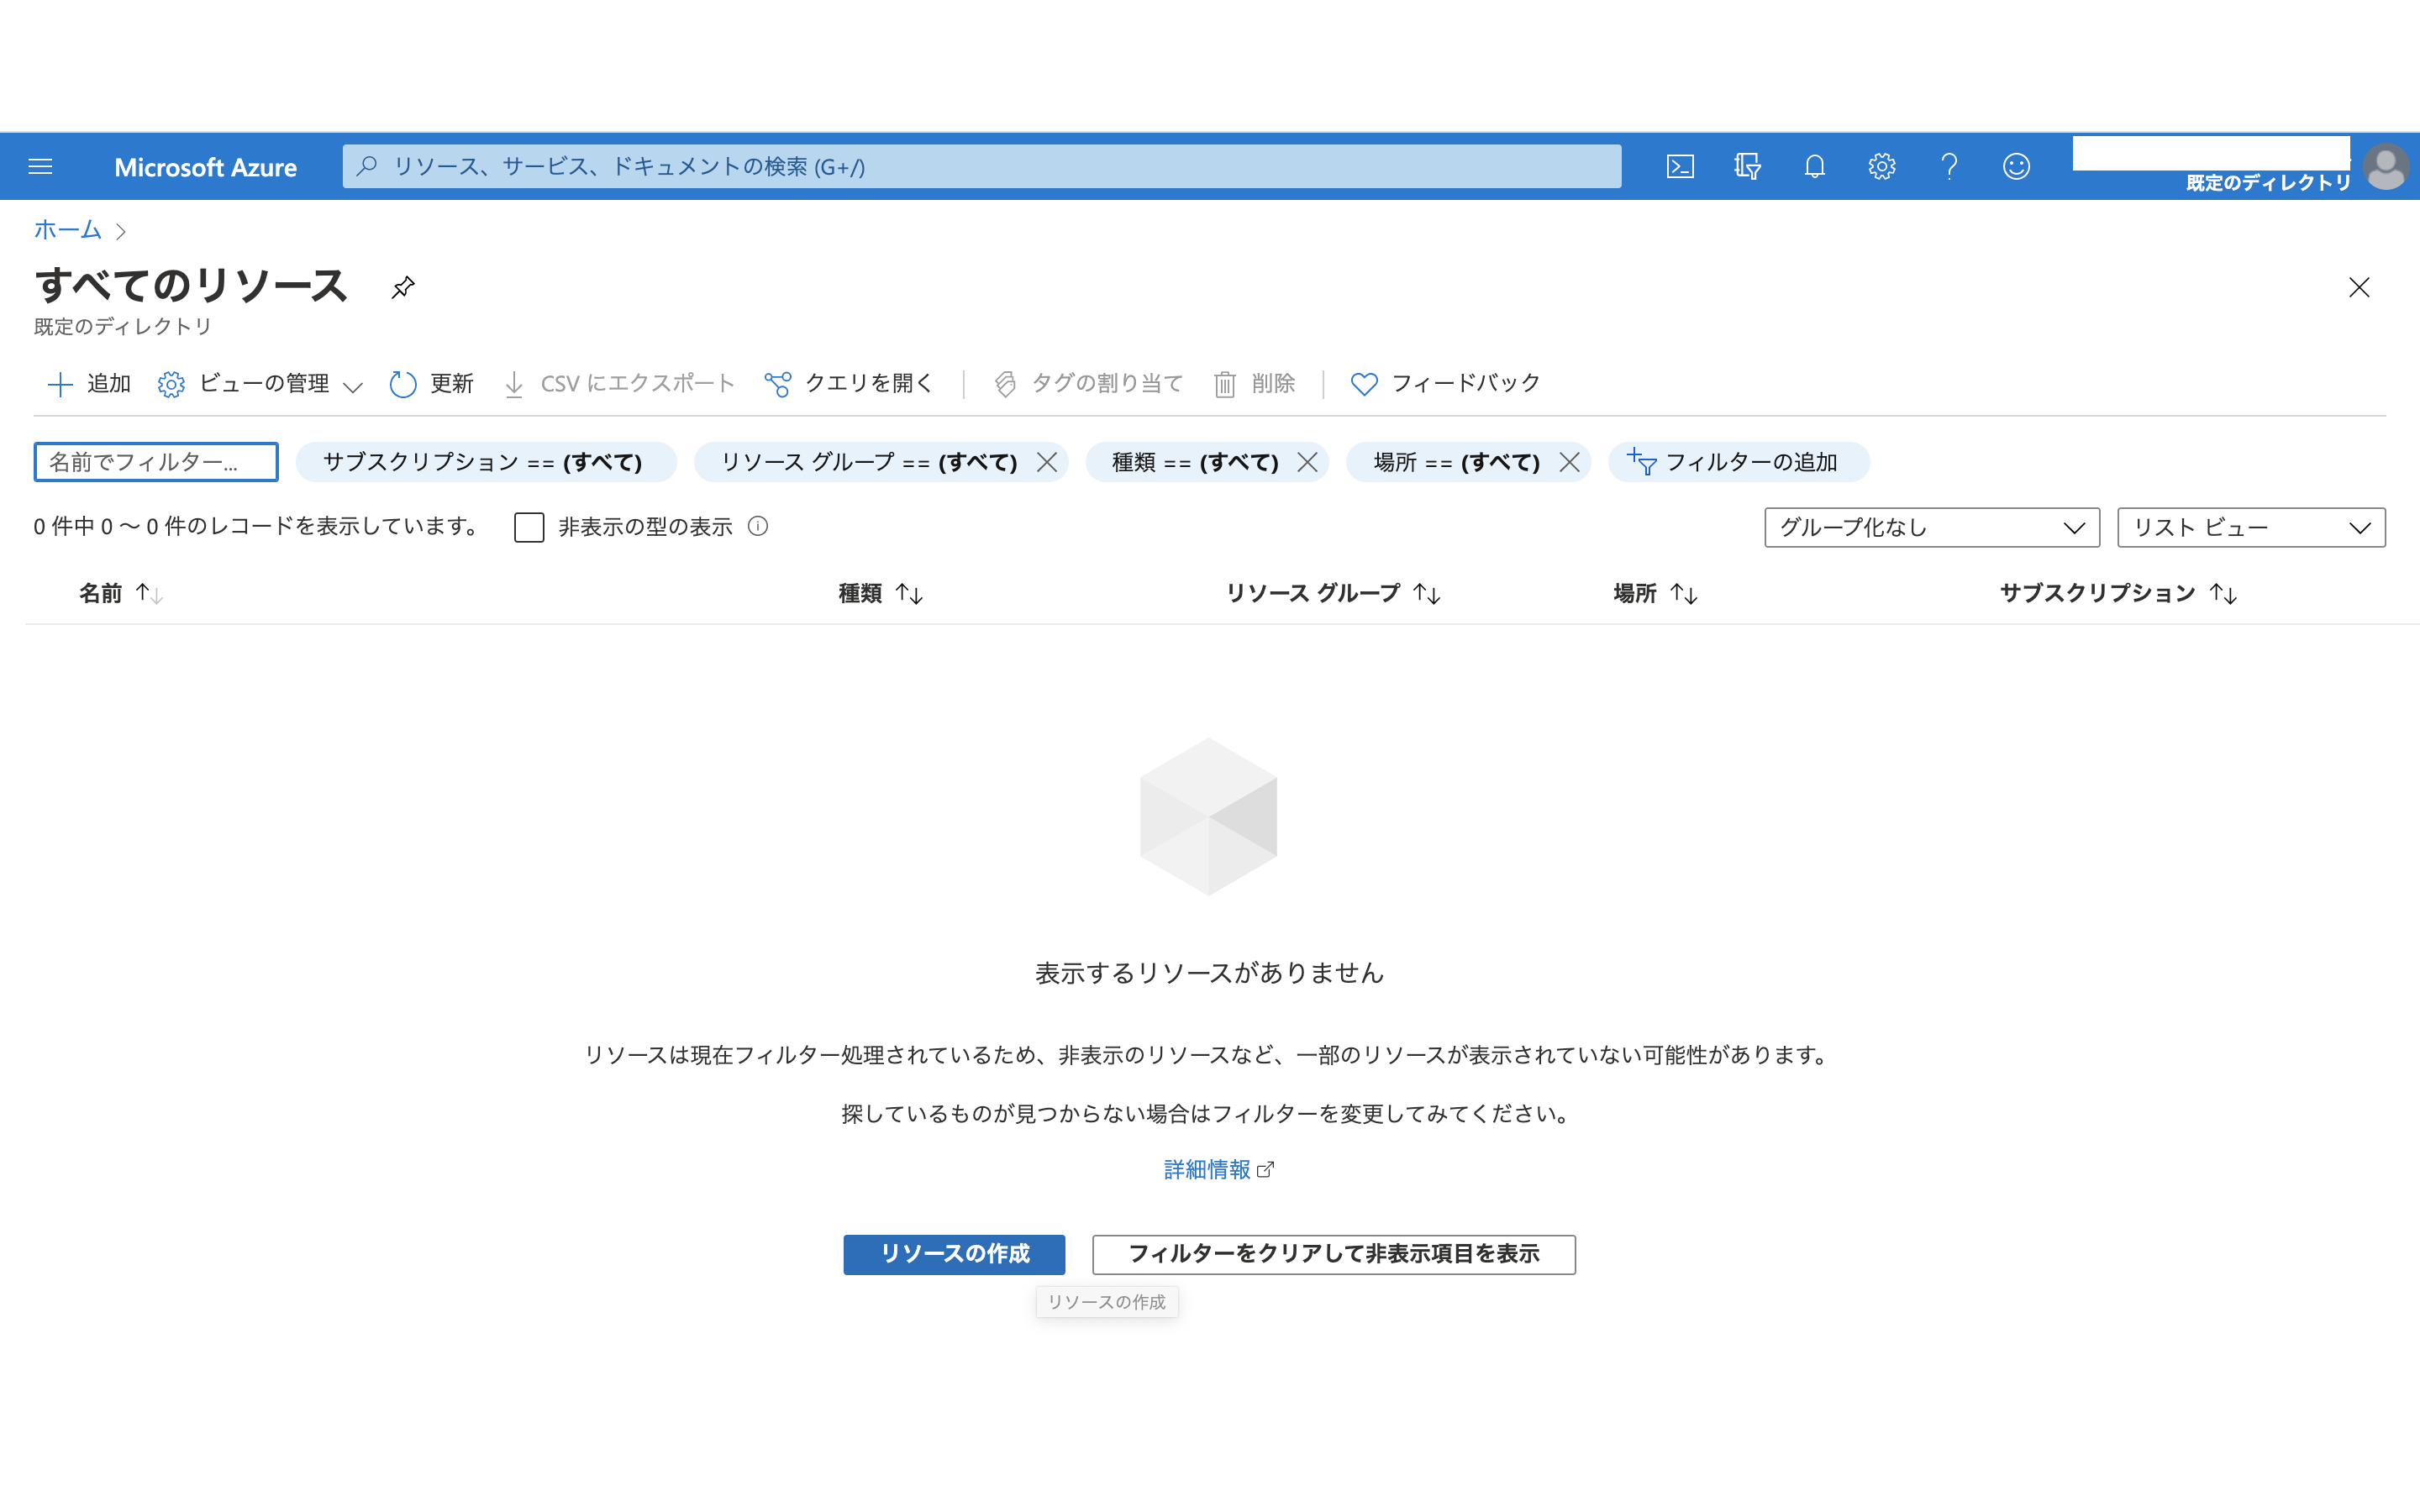 Microsoft Azure
リソース、サービス、ドキュメントの検索 (G+/)
既定のディレクトリ
ホーム
すべてのリソース
既定のディレクトリ
追加 ビューの管理 更新 CSV にエクスポート クエリを開く タグの割り当て 削除 フィードバック
名前でフィルター... サブスクリプション == (すべて) リソース グループ == (すべて) 種類 == (すべて) 場所 == (すべて) フィルターの追加
0 件中 0 ～ 0 件のレコードを表示しています。 非表示の型の表示 グループ化なし リスト ビュー
名前 種類 リソース グループ 場所 サブスクリプション
表示するリソースがありません
リソースは現在フィルター処理されているため、非表示のリソースなど、一部のリソースが表示されていない可能性があります。
探しているものが見つからない場合はフィルターを変更してみてください。
詳細情報
リソースの作成 フィルターをクリアして非表示項目を表示
リソースの作成